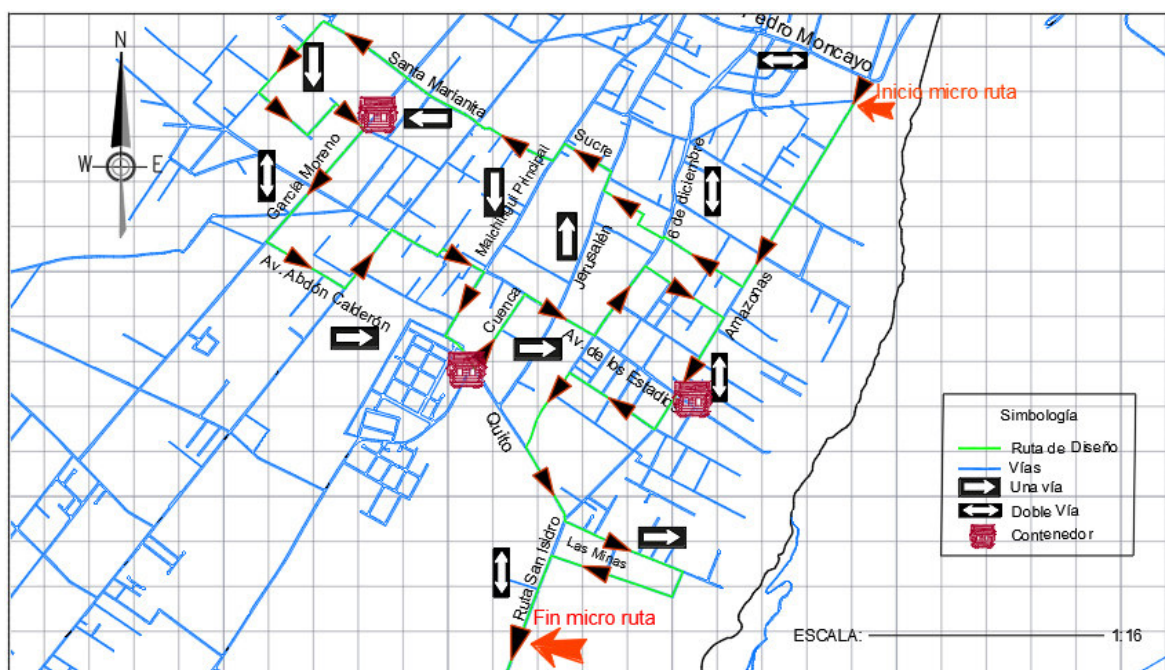 Pedro Moncayo
N
W
E
Inicio micro ruta
Santa Marianita
Sucre
6 de diciembre
García Moreno
Malchinguí Principal
Jerusalén
Amazonas
Av. Abdón Calderón
Cuenca
Av. de los Estadios
Quito
Las Minas
Ruta San Isidro
Fin micro ruta
Simbología
Ruta de Diseño
Vías
Una vía
Doble Vía
Contenedor
ESCALA: 1:16